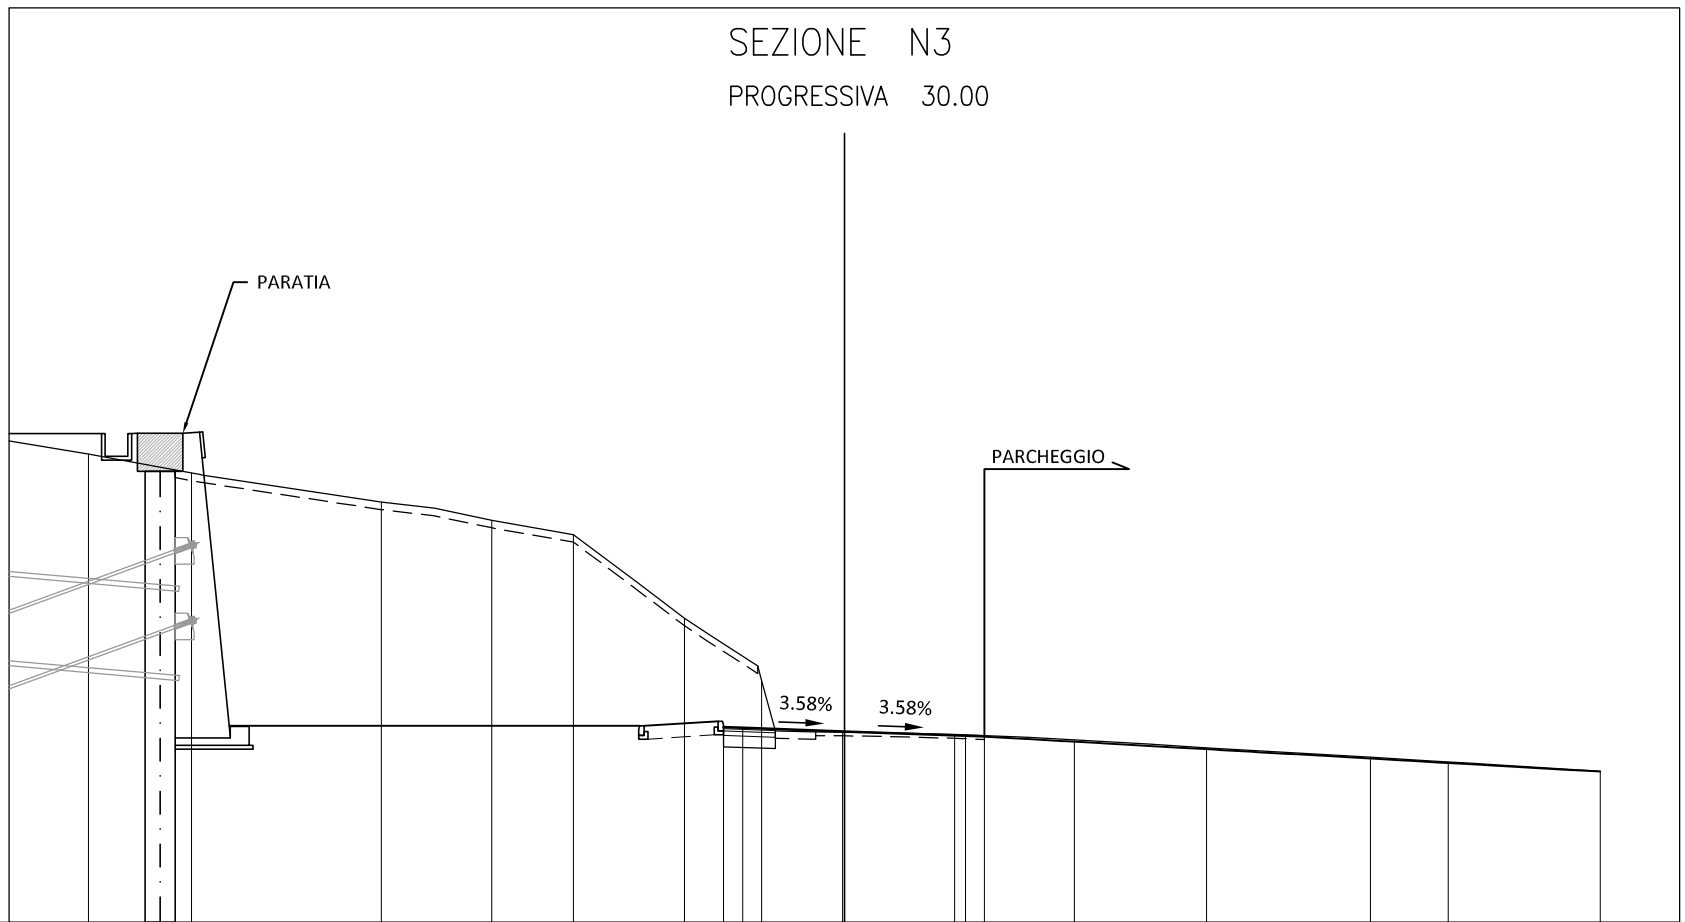 SEZIONE N3
PROGRESSIVA 30.00
PARATIA
PARCHEGGIO
3.58%
3.58%